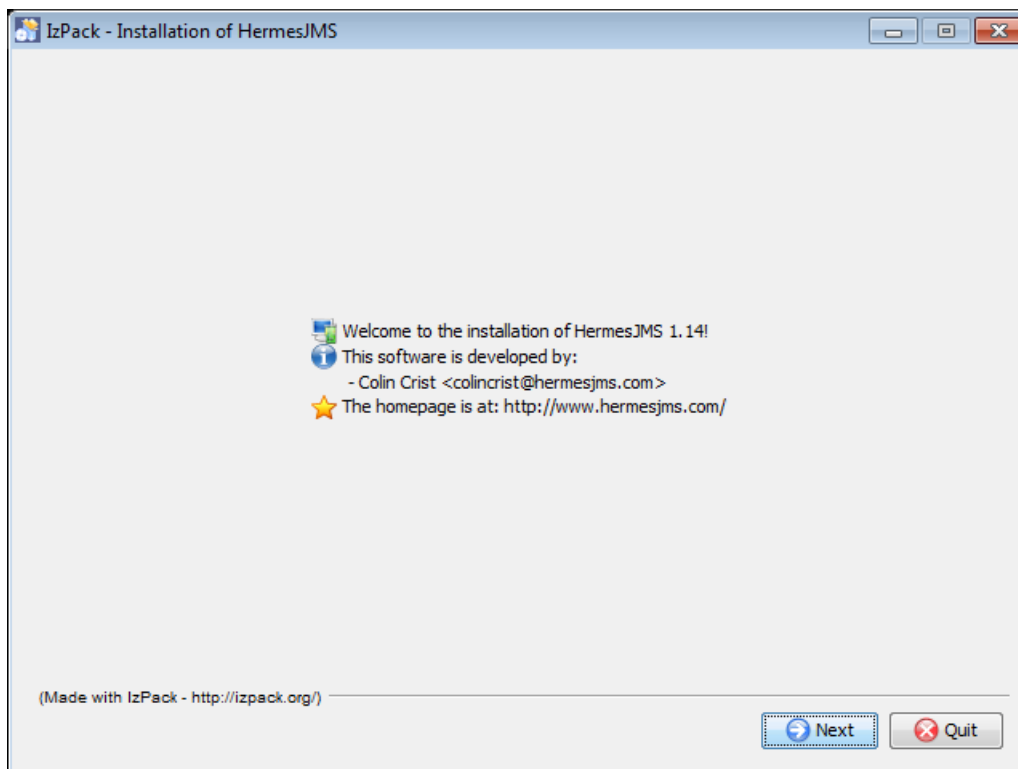 IzPack - Installation of HermesJMS
Welcome to the installation of HermesJMS 1.14!
This software is developed by:
- Colin Crist <colincrist@hermesjms.com>
The homepage is at: http://www.hermesjms.com/
(Made with IzPack - http://izpack.org/)
Next
Quit